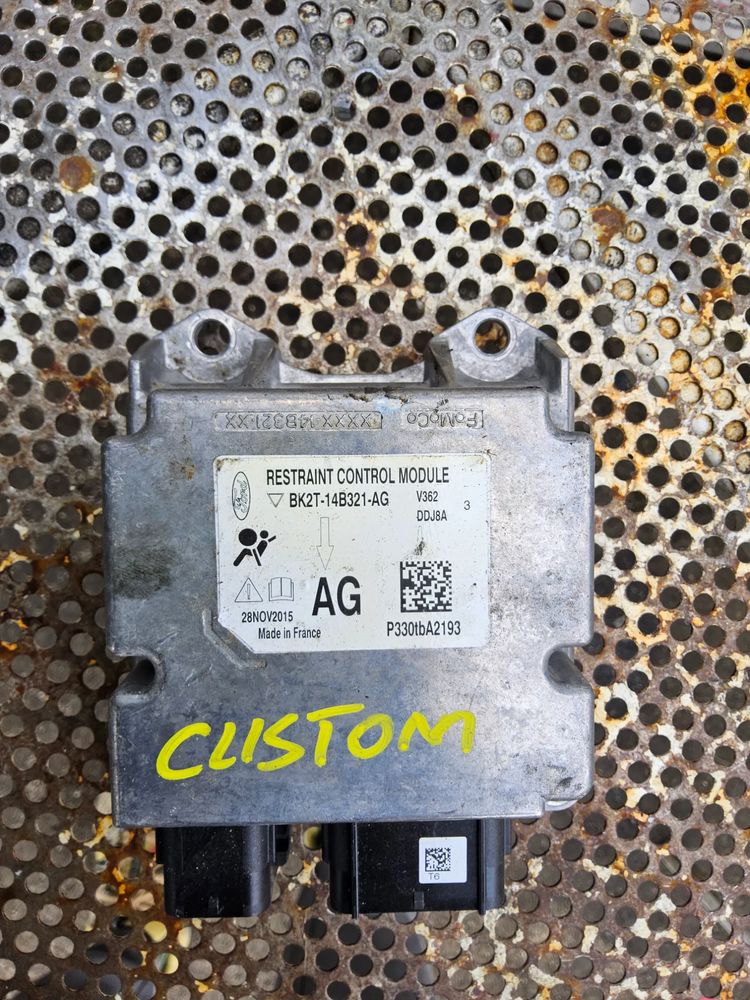 XXXX-14B321-XX FoMoCo
Ford
RESTRAINT CONTROL MODULE
BK2T-14B321-AG V362
DDJ8A 3
AG
28NOV2015
Made in France P330tbA2193
CUSTOM
T6